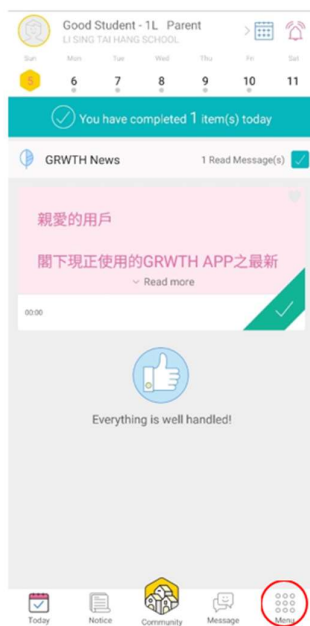 Good Student - 1L Parent
LI SING TAI HANG SCHOOL
Sun Mon Tue Wed Thu Fri Sat
5 6 7 8 9 10 11
You have completed 1 item(s) today
GRWTH News 1 Read Message(s)
親愛的用戶
閣下現正使用的GRWTH APP之最新
Read more
00:00
Everything is well handled!
Today Notice Community Message Menu